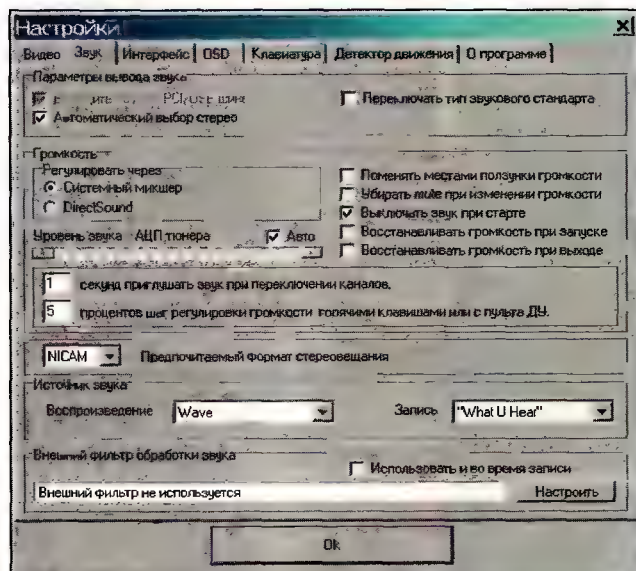 Настройки
Видео Звук Интерфейс OSD Клавиатура Детектор движения О программе
Параметры вывода звука
PCI/USB шине
Переключать тип звукового стандарта
Автоматический выбор стерео
Громкость
Регулировать через
Системный микшер
DirectSound
Поменять местами ползунки громкости
Убирать mute при изменении громкости
Выключать звук при старте
Восстанавливать громкость при запуске
Восстанавливать громкость при выходе
Уровень звука АЦП тюнера Авто
1 секунд приглушать звук при переключении каналов.
5 процентов шаг регулировки громкости горячими клавишами или с пульта ДУ.
NICAM Предпочитаемый формат стереовещания
Источник звука
Воспроизведение Wave Запись "What U Hear"
Внешний фильтр обработки звука
Использовать и во время записи
Внешний фильтр не используется Настроить
Ok